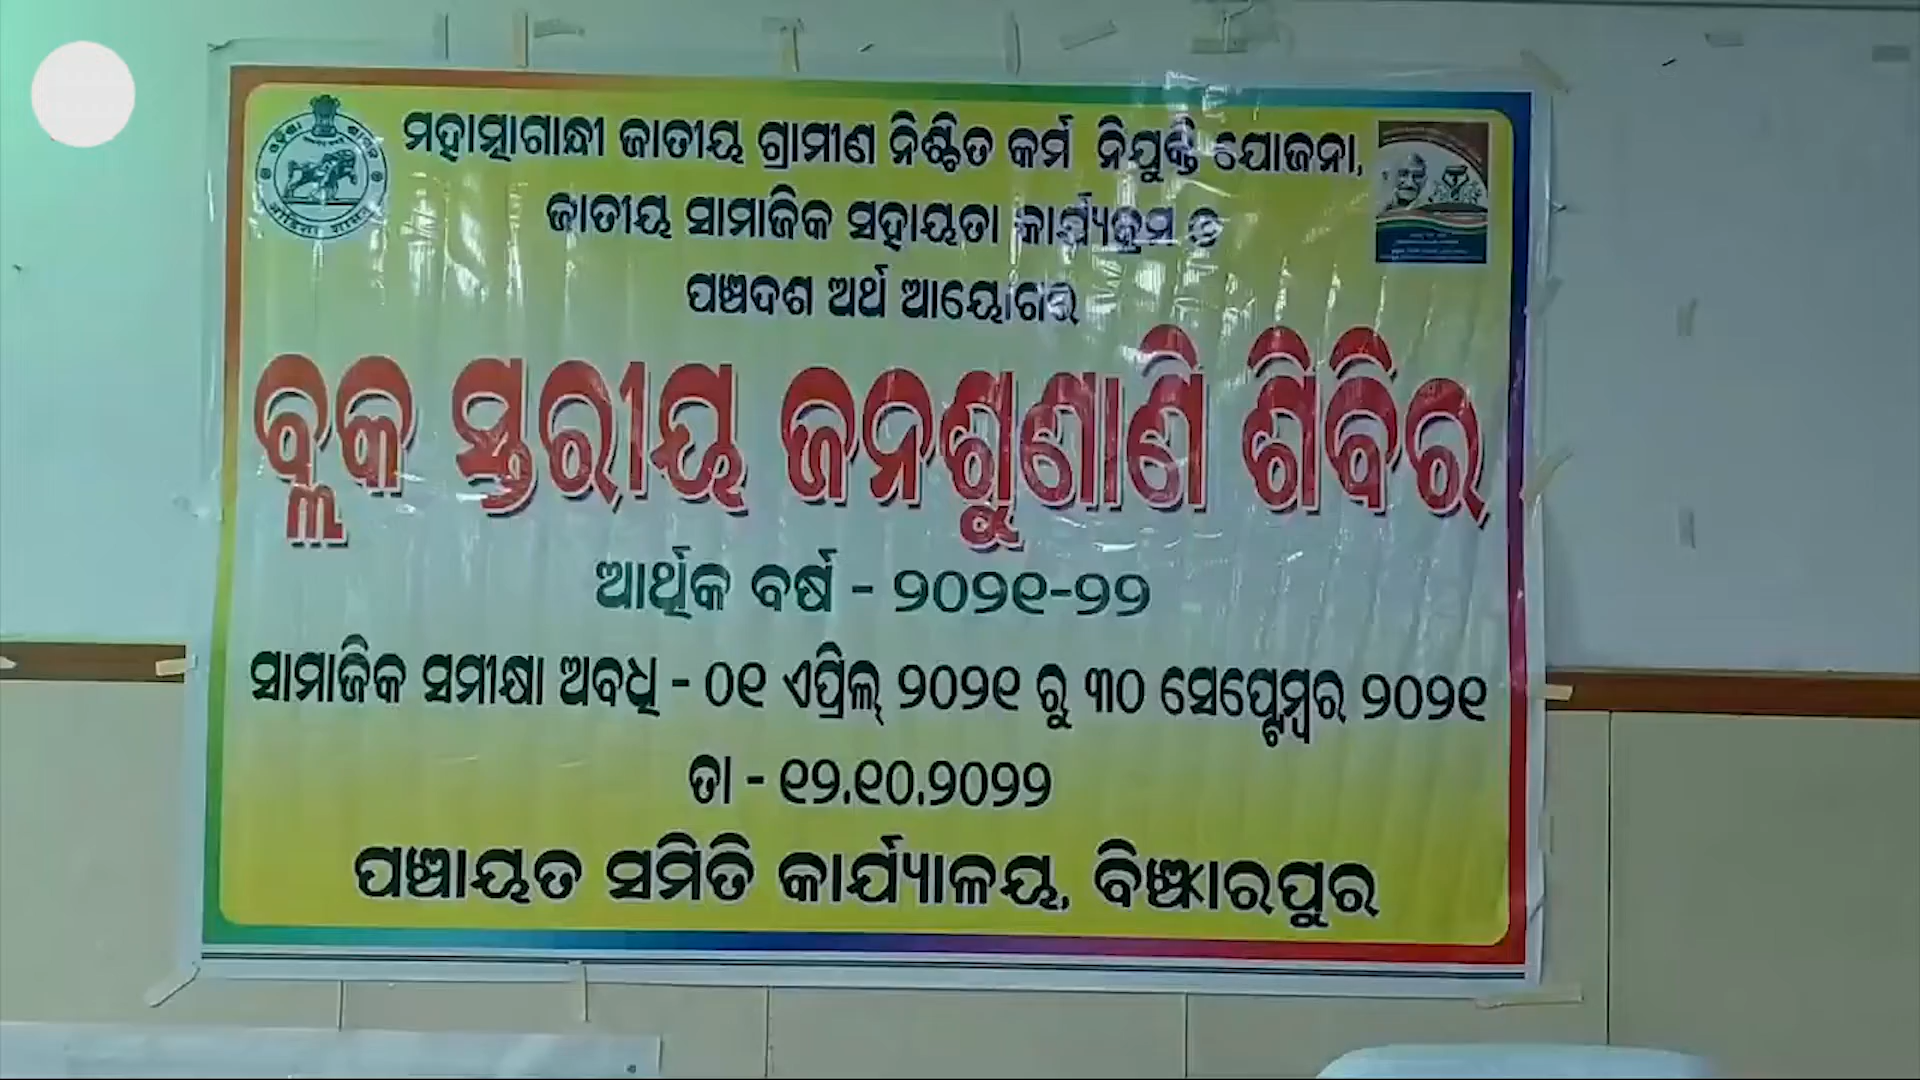 ମହାତ୍ମାଗାନ୍ଧୀ ଜାତୀୟ ଗ୍ରାମୀଣ ନିଶ୍ଚିତ କର୍ମ ନିଯୁକ୍ତି ଯୋଜନା,
ଜାତୀୟ ସାମାଜିକ ସହାୟତା କାର୍ଯ୍ୟକ୍ରମ ଓ
ପଞ୍ଚଦଶ ଅର୍ଥ ଆୟୋଗର
ବ୍ଲକ ସ୍ତରୀୟ ଜନଶୁଣାଣି ଶିବିର
ଆର୍ଥିକ ବର୍ଷ - ୨୦୨୧-୨୨
ସାମାଜିକ ସମୀକ୍ଷା ଅବଧି - ୦୧ ଏପ୍ରିଲ୍ ୨୦୨୧ ରୁ ୩୦ ସେପ୍ଟେମ୍ବର ୨୦୨୧
ତା - ୧୨.୧୦.୨୦୨୨
ପଞ୍ଚାୟତ ସମିତି କାର୍ଯ୍ୟାଳୟ, ବିଞ୍ଝାରପୁର